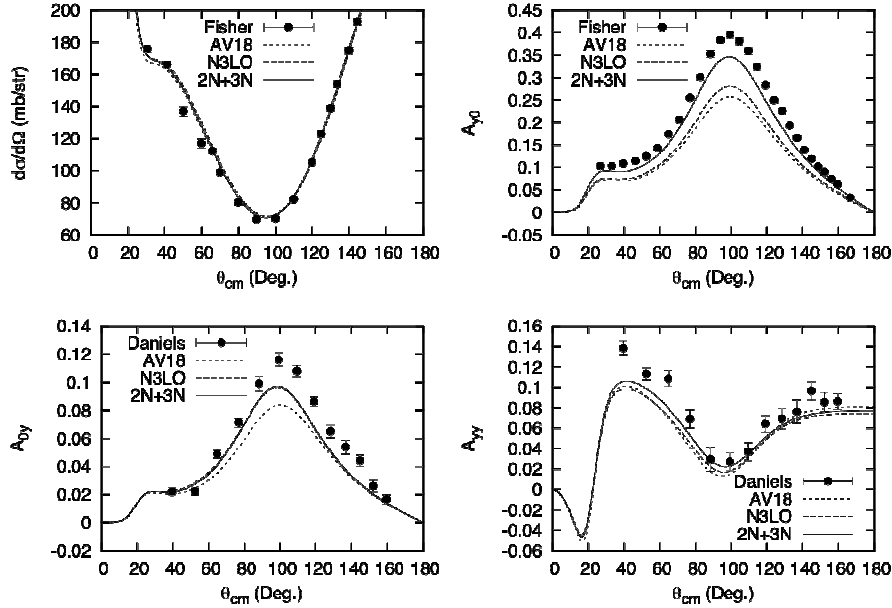 200
180
160
140
120
100
80
60
dσ/dΩ (mb/str)
Fisher
AV18
N3LO
2N+3N
0 20 40 60 80 100 120 140 160 180
θcm (Deg.)
0.45
0.4
0.35
0.3
0.25
0.2
0.15
0.1
0.05
0
-0.05
Ay0
Fisher
AV18
N3LO
2N+3N
0 20 40 60 80 100 120 140 160 180
θcm (Deg.)
0.14
0.12
0.1
0.08
0.06
0.04
0.02
0
-0.02
A0y
Daniels
AV18
N3LO
2N+3N
0 20 40 60 80 100 120 140 160 180
θcm (Deg.)
0.16
0.14
0.12
0.1
0.08
0.06
0.04
0.02
0
-0.02
-0.04
-0.06
Ayy
Daniels
AV18
N3LO
2N+3N
0 20 40 60 80 100 120 140 160 180
θcm (Deg.)